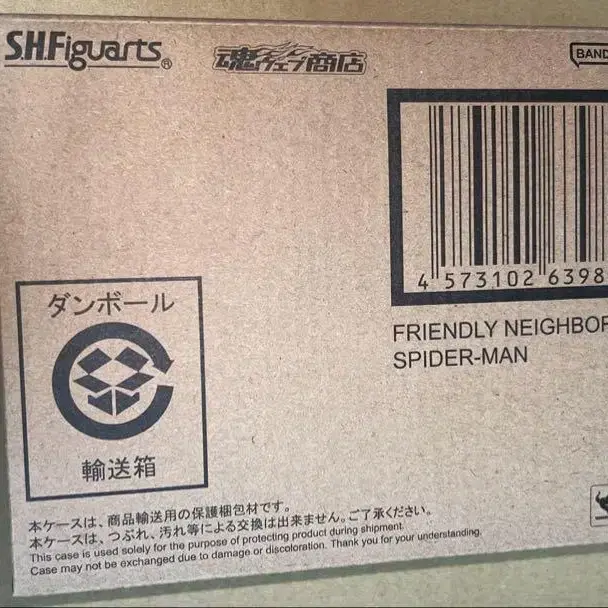 S.H.Figuarts®
魂ウェブ商店
BAND
4 573102 6398
FRIENDLY NEIGHBOR
SPIDER-MAN
ダンボール
輸送箱
本ケースは、商品輸送用の保護梱包材です。
本ケースは、つぶれ、汚れ等による交換は出来ません。ご了承ください。
This case is used solely for the purpose of protecting product during shipment.
Case may not be exchanged due to damage or discoloration. Thank you for your understanding.